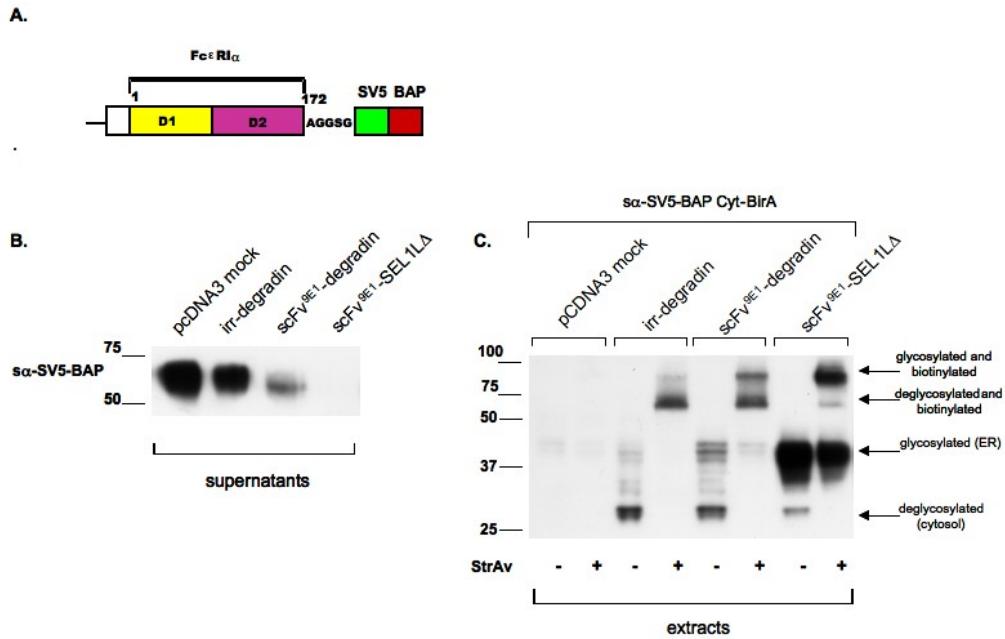 A.
FcεRIα
1
172
SV5 BAP
D1
D2
AGGSG
B.
pcDNA3 mock
irr-degradin
scFv9E1-degradin
scFv9E1-SEL1LΔ
75
sα-SV5-BAP
50
supernatants
sα-SV5-BAP Cyt-BirA
C.
pCDNA3 mock
irr-degradin
scFv9E1-degradin
scFv9E1-SEL1LΔ
100
75
50
37
25
glycosylated and
biotinylated
deglycosylated and
biotinylated
glycosylated (ER)
deglycosylated
(cytosol)
StrAv - + - + - + - +
extracts